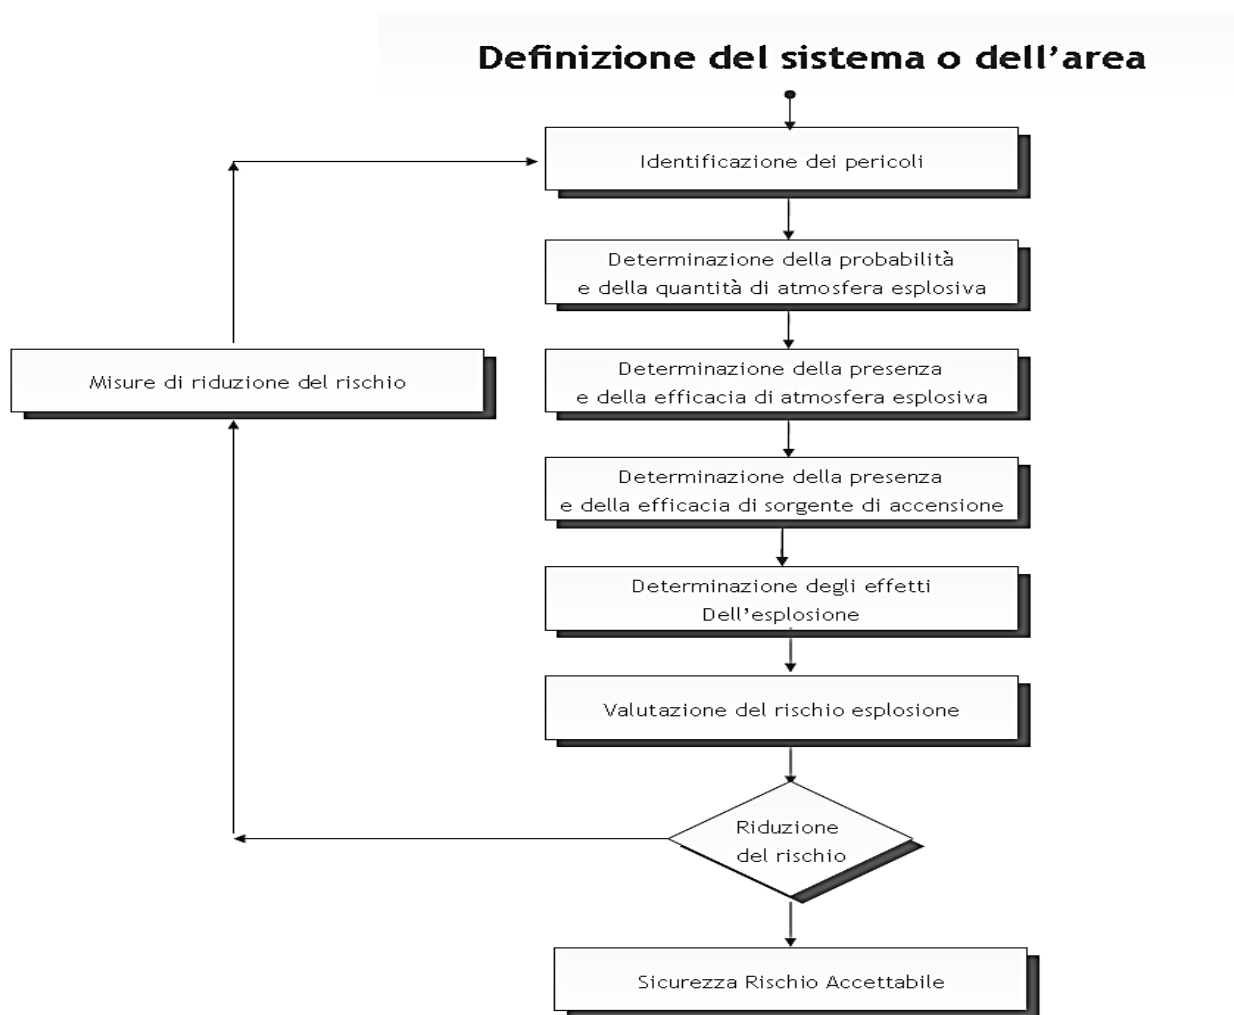 Definizione del sistema o dell’area
Identificazione dei pericoli
Determinazione della probabilità
e della quantità di atmosfera esplosiva
Determinazione della presenza
e della efficacia di atmosfera esplosiva
Misure di riduzione del rischio
Determinazione della presenza
e della efficacia di sorgente di accensione
Determinazione degli effetti
Dell’esplosione
Valutazione del rischio esplosione
Riduzione
del rischio
Sicurezza Rischio Accettabile